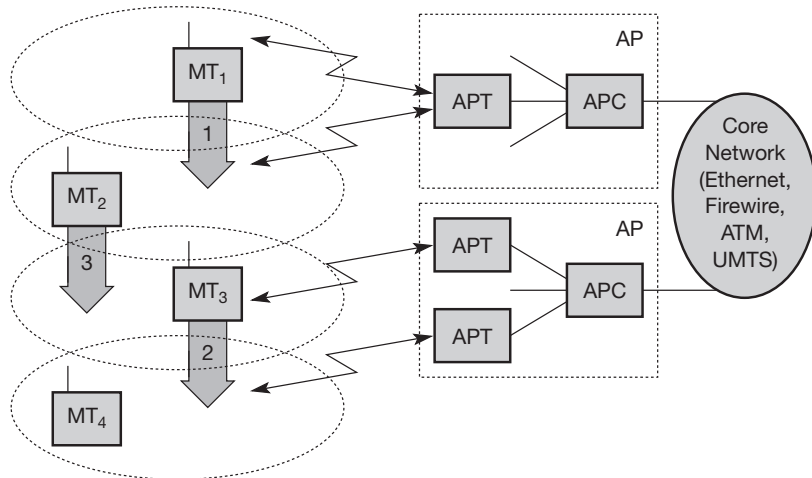 AP
MT₁
APT
APC
1
Core
Network
(Ethernet,
Firewire,
ATM,
UMTS)
MT₂
3
AP
APT
MT₃
APC
2
APT
MT₄